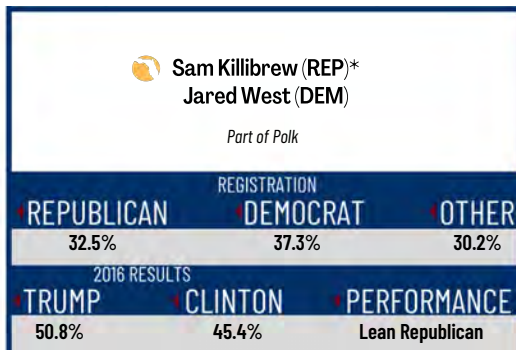 Sam Killibrew (REP)*
Jared West (DEM)
Part of Polk
REGISTRATION
REPUBLICAN DEMOCRAT OTHER
32.5% 37.3% 30.2%
2016 RESULTS
TRUMP CLINTON PERFORMANCE
50.8% 45.4% Lean Republican